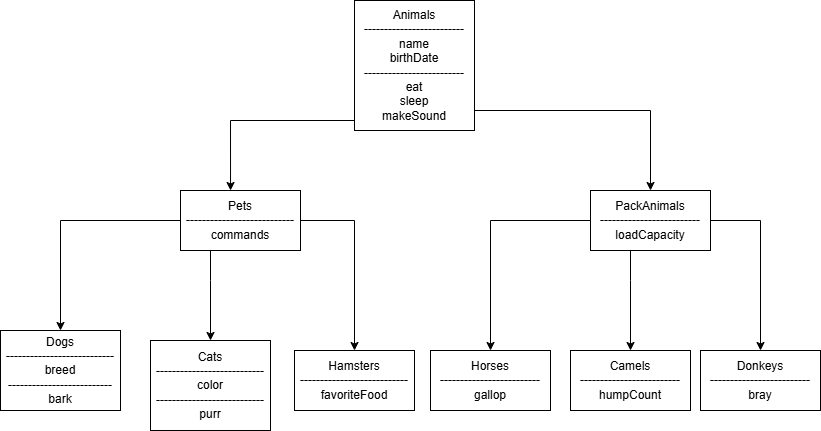 Animals
name
birthDate
eat
sleep
makeSound
Pets
commands
PackAnimals
loadCapacity
Dogs
breed
bark
Cats
color
purr
Hamsters
favoriteFood
Horses
gallop
Camels
humpCount
Donkeys
bray